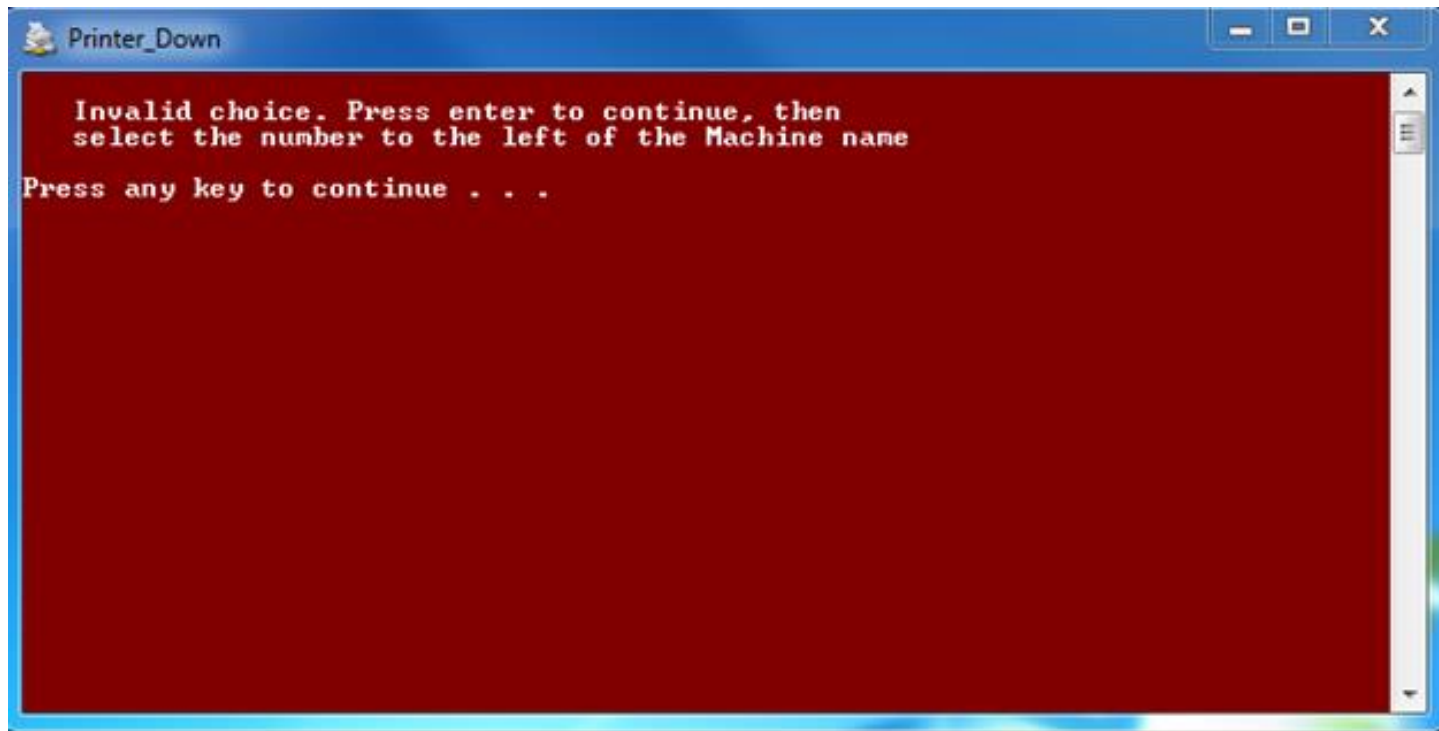 Printer_Down
Invalid choice. Press enter to continue, then
select the number to the left of the Machine name
Press any key to continue . . .